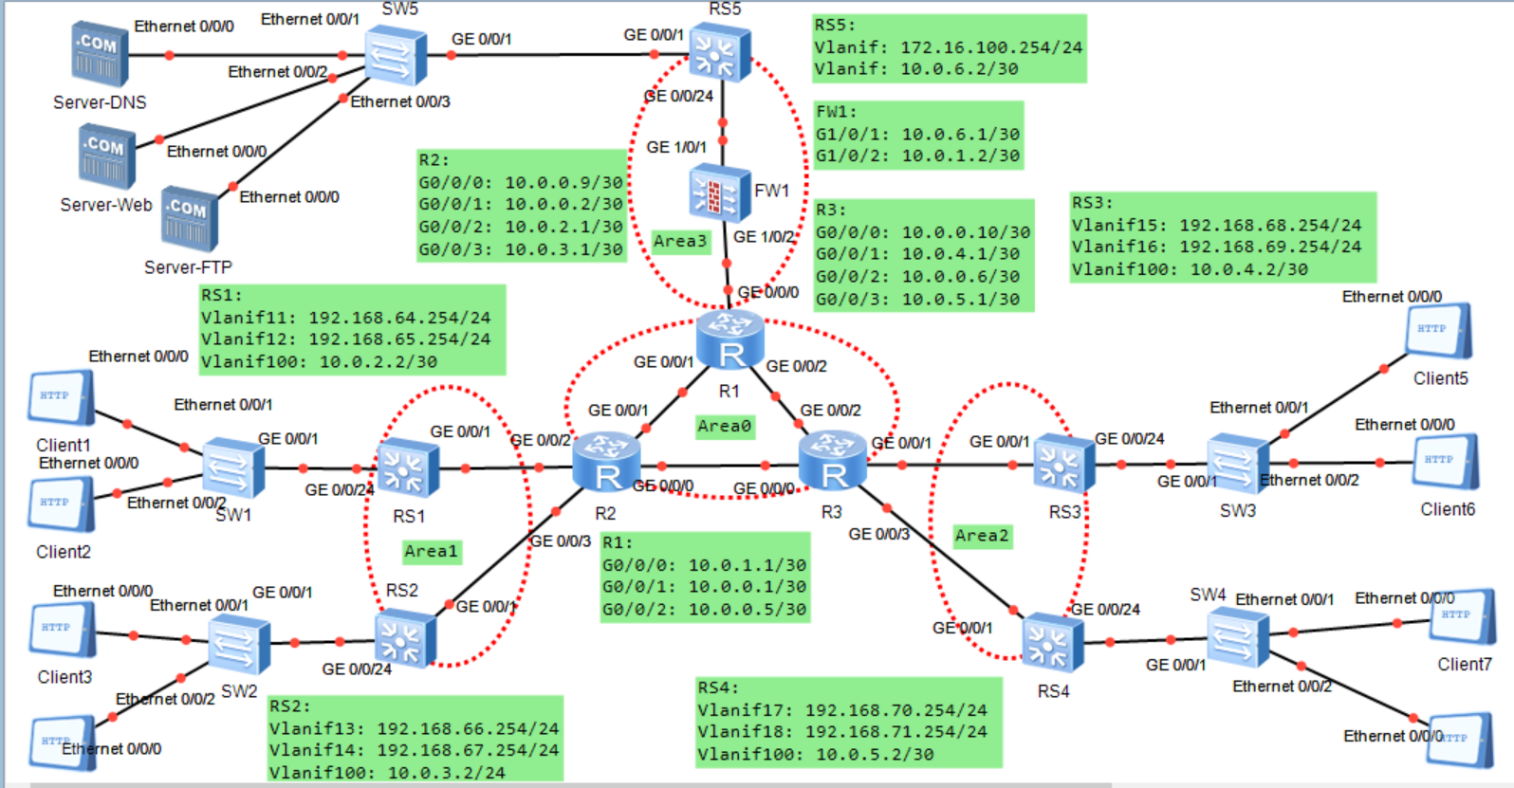 SW5
RS5
Ethernet 0/0/0
Ethernet 0/0/1
GE 0/0/1
GE 0/0/1
.COM
Server-DNS
Ethernet 0/0/2
Ethernet 0/0/3
.COM
Ethernet 0/0/0
Server-Web
.COM
Ethernet 0/0/0
Server-FTP
RS5:
Vlanif: 172.16.100.254/24
Vlanif: 10.0.6.2/30
GE 0/0/24
GE 1/0/1
FW1
Area3
GE 1/0/2
GE 0/0/0
FW1:
G1/0/1: 10.0.6.1/30
G1/0/2: 10.0.1.2/30
R2:
G0/0/0: 10.0.0.9/30
G0/0/1: 10.0.0.2/30
G0/0/2: 10.0.2.1/30
G0/0/3: 10.0.3.1/30
R3:
G0/0/0: 10.0.0.10/30
G0/0/1: 10.0.4.1/30
G0/0/2: 10.0.0.6/30
G0/0/3: 10.0.5.1/30
RS3:
Vlanif15: 192.168.68.254/24
Vlanif16: 192.168.69.254/24
Vlanif100: 10.0.4.2/30
RS1:
Vlanif11: 192.168.64.254/24
Vlanif12: 192.168.65.254/24
Vlanif100: 10.0.2.2/30
R
R1
GE 0/0/1
GE 0/0/2
GE 0/0/1
GE 0/0/2
Area0
Ethernet 0/0/0
HTTP
Client1
Ethernet 0/0/1
Ethernet 0/0/0
HTTP
Client2
Ethernet 0/0/2
SW1
GE 0/0/1
GE 0/0/24
RS1
GE 0/0/1
GE 0/0/2
R
R2
GE 0/0/0
GE 0/0/3
GE 0/0/0
R
R3
GE 0/0/1
GE 0/0/3
Area1
Area2
GE 0/0/1
RS3
GE 0/0/24
GE 0/0/1
SW3
Ethernet 0/0/1
Ethernet 0/0/2
Ethernet 0/0/0
HTTP
Client5
Ethernet 0/0/0
HTTP
Client6
R1:
G0/0/0: 10.0.1.1/30
G0/0/1: 10.0.0.1/30
G0/0/2: 10.0.0.5/30
Ethernet 0/0/0
HTTP
Client3
Ethernet 0/0/1
GE 0/0/1
SW2
Ethernet 0/0/2
HTTP
Ethernet 0/0/0
RS2
GE 0/0/1
GE 0/0/24
RS2:
Vlanif13: 192.168.66.254/24
Vlanif14: 192.168.67.254/24
Vlanif100: 10.0.3.2/24
RS4:
Vlanif17: 192.168.70.254/24
Vlanif18: 192.168.71.254/24
Vlanif100: 10.0.5.2/30
GE 0/0/1
GE 0/0/24
RS4
GE 0/0/1
SW4
Ethernet 0/0/1
Ethernet 0/0/2
Ethernet 0/0/0
HTTP
Client7
Ethernet 0/0/0
HTTP